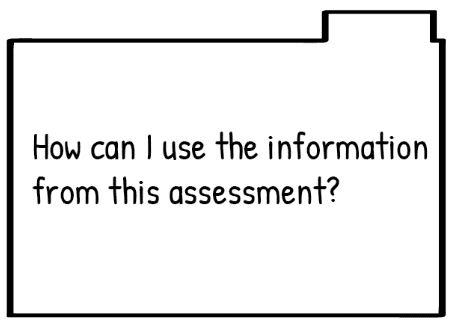 How can I use the information
from this assessment?